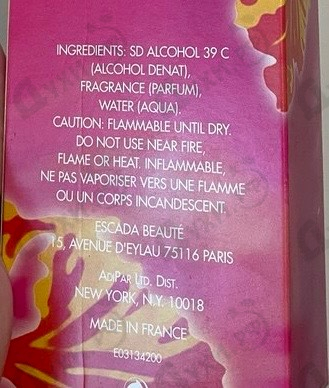 INGREDIENTS: SD ALCOHOL 39 C
(ALCOHOL DENAT),
FRAGRANCE (PARFUM),
WATER (AQUA).
CAUTION: FLAMMABLE UNTIL DRY.
DO NOT USE NEAR FIRE,
FLAME OR HEAT. INFLAMMABLE,
NE PAS VAPORISER VERS UNE FLAMME
OU UN CORPS INCANDESCENT.
ESCADA BEAUTÉ
15, AVENUE D'EYLAU 75116 PARIS
ADIPAR LTD. DIST.
NEW YORK, N.Y. 10018
MADE IN FRANCE
E03134200